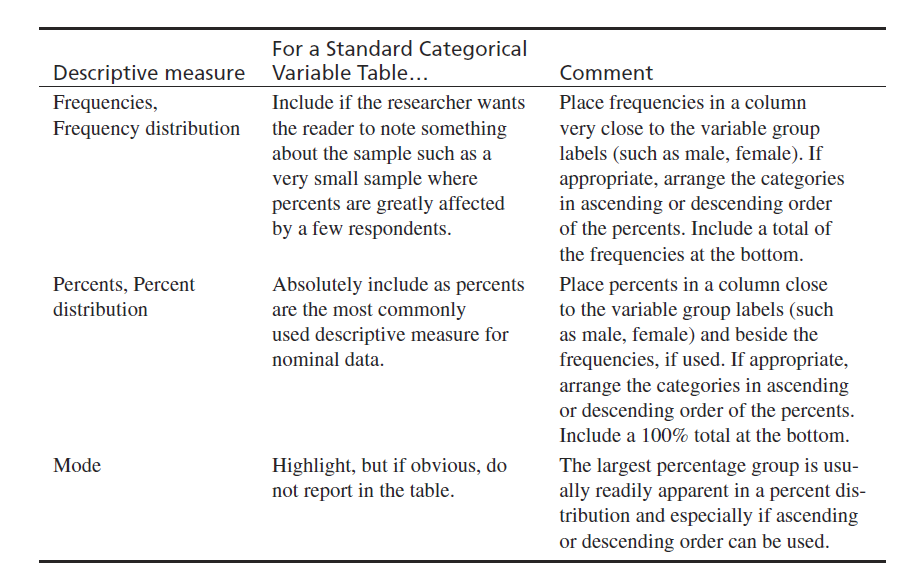 For a Standard Categorical
Descriptive measure Variable Table… Comment
Frequencies, Include if the researcher wants Place frequencies in a column
Frequency distribution the reader to note something very close to the variable group
about the sample such as a labels (such as male, female). If
very small sample where appropriate, arrange the categories
percents are greatly affected in ascending or descending order
by a few respondents. of the percents. Include a total of
the frequencies at the bottom.
Percents, Percent Absolutely include as percents Place percents in a column close
distribution are the most commonly to the variable group labels (such
used descriptive measure for as male, female) and beside the
nominal data. frequencies, if used. If appropriate,
arrange the categories in ascending
or descending order of the percents.
Include a 100% total at the bottom.
Mode Highlight, but if obvious, do The largest percentage group is usu-
not report in the table. ally readily apparent in a percent dis-
tribution and especially if ascending
or descending order can be used.